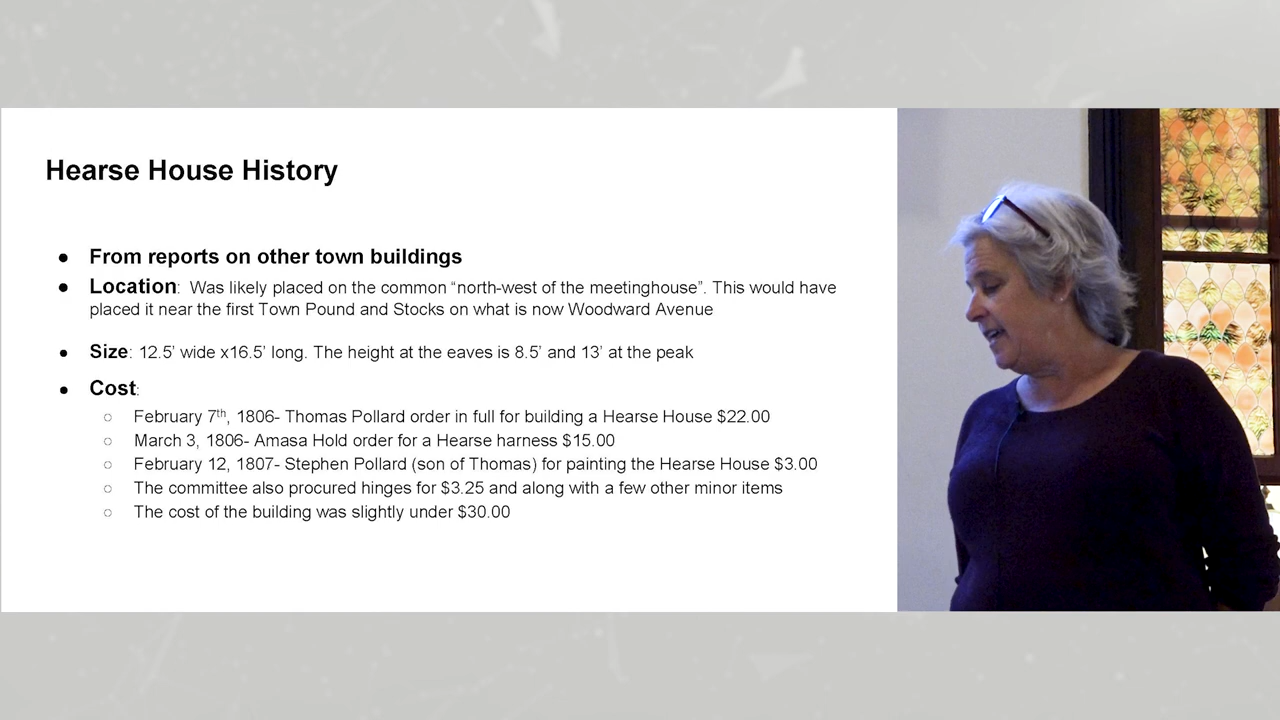 Hearse House History
● From reports on other town buildings
● Location: Was likely placed on the common “north-west of the meetinghouse”. This would have
placed it near the first Town Pound and Stocks on what is now Woodward Avenue
● Size: 12.5’ wide x16.5’ long. The height at the eaves is 8.5’ and 13’ at the peak
● Cost:
○ February 7th, 1806- Thomas Pollard order in full for building a Hearse House $22.00
○ March 3, 1806- Amasa Hold order for a Hearse harness $15.00
○ February 12, 1807- Stephen Pollard (son of Thomas) for painting the Hearse House $3.00
○ The committee also procured hinges for $3.25 and along with a few other minor items
○ The cost of the building was slightly under $30.00